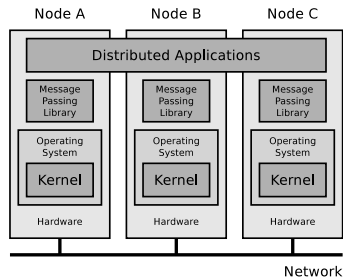 Node A Node B Node C
Distributed Applications
Message Message Message
Passing Passing Passing
Library Library Library
Operating Operating Operating
System System System
Kernel Kernel Kernel
Hardware Hardware Hardware
Network